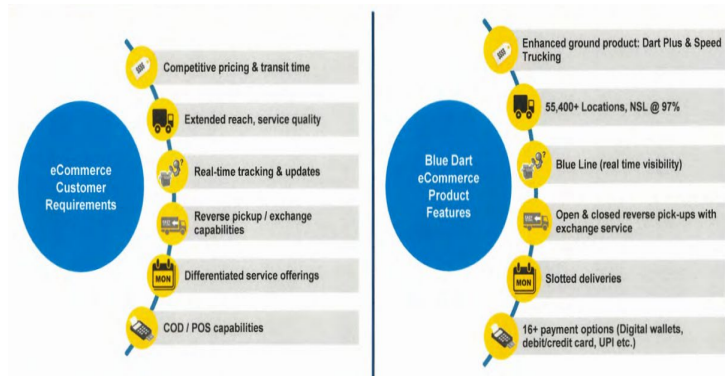 eCommerce
Customer
Requirements
Competitive pricing & transit time
Extended reach, service quality
Real-time tracking & updates
Reverse pickup / exchange
capabilities
MON
Differentiated service offerings
COD / POS capabilities
Blue Dart
eCommerce
Product
Features
Enhanced ground product: Dart Plus & Speed
Trucking
55,400+ Locations, NSL @ 97%
Blue Line (real time visibility)
Open & closed reverse pick-ups with
exchange service
MON
Slotted deliveries
16+ payment options (Digital wallets,
debit/credit card, UPI etc.)